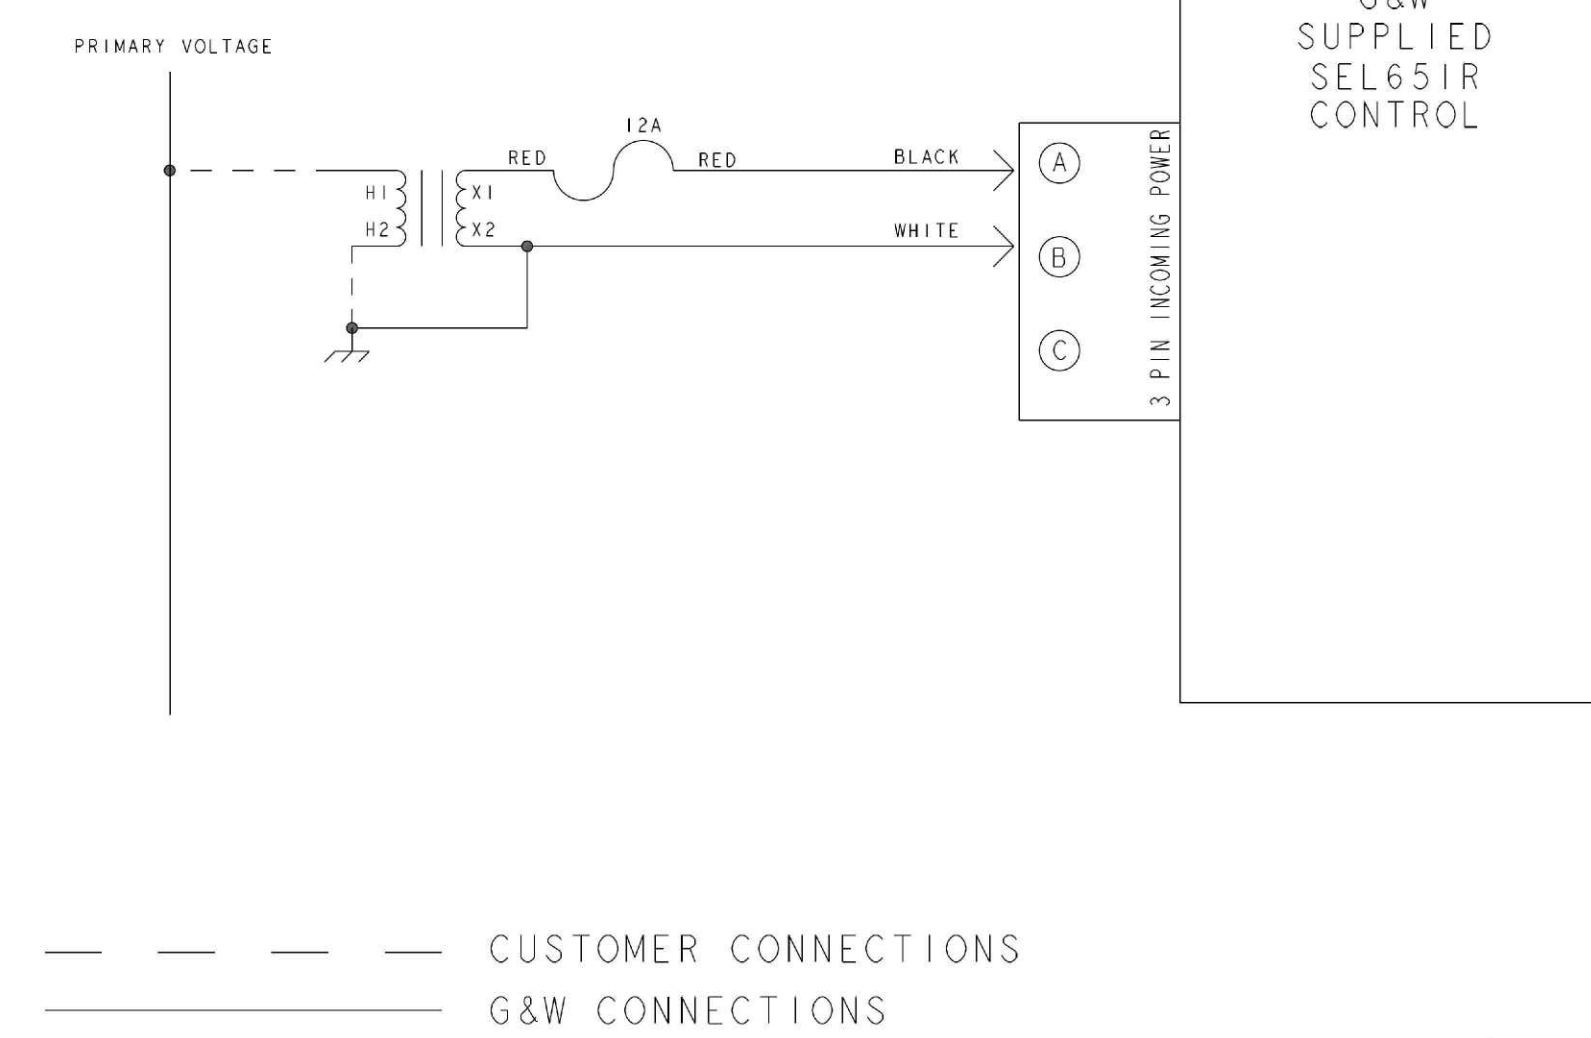 G&W
SUPPLIED
SEL651R
CONTROL
PRIMARY VOLTAGE
12A
RED
RED
BLACK
A
H1
X1
H2
X2
WHITE
B
C
3 PIN INCOMING POWER
CUSTOMER CONNECTIONS
G&W CONNECTIONS